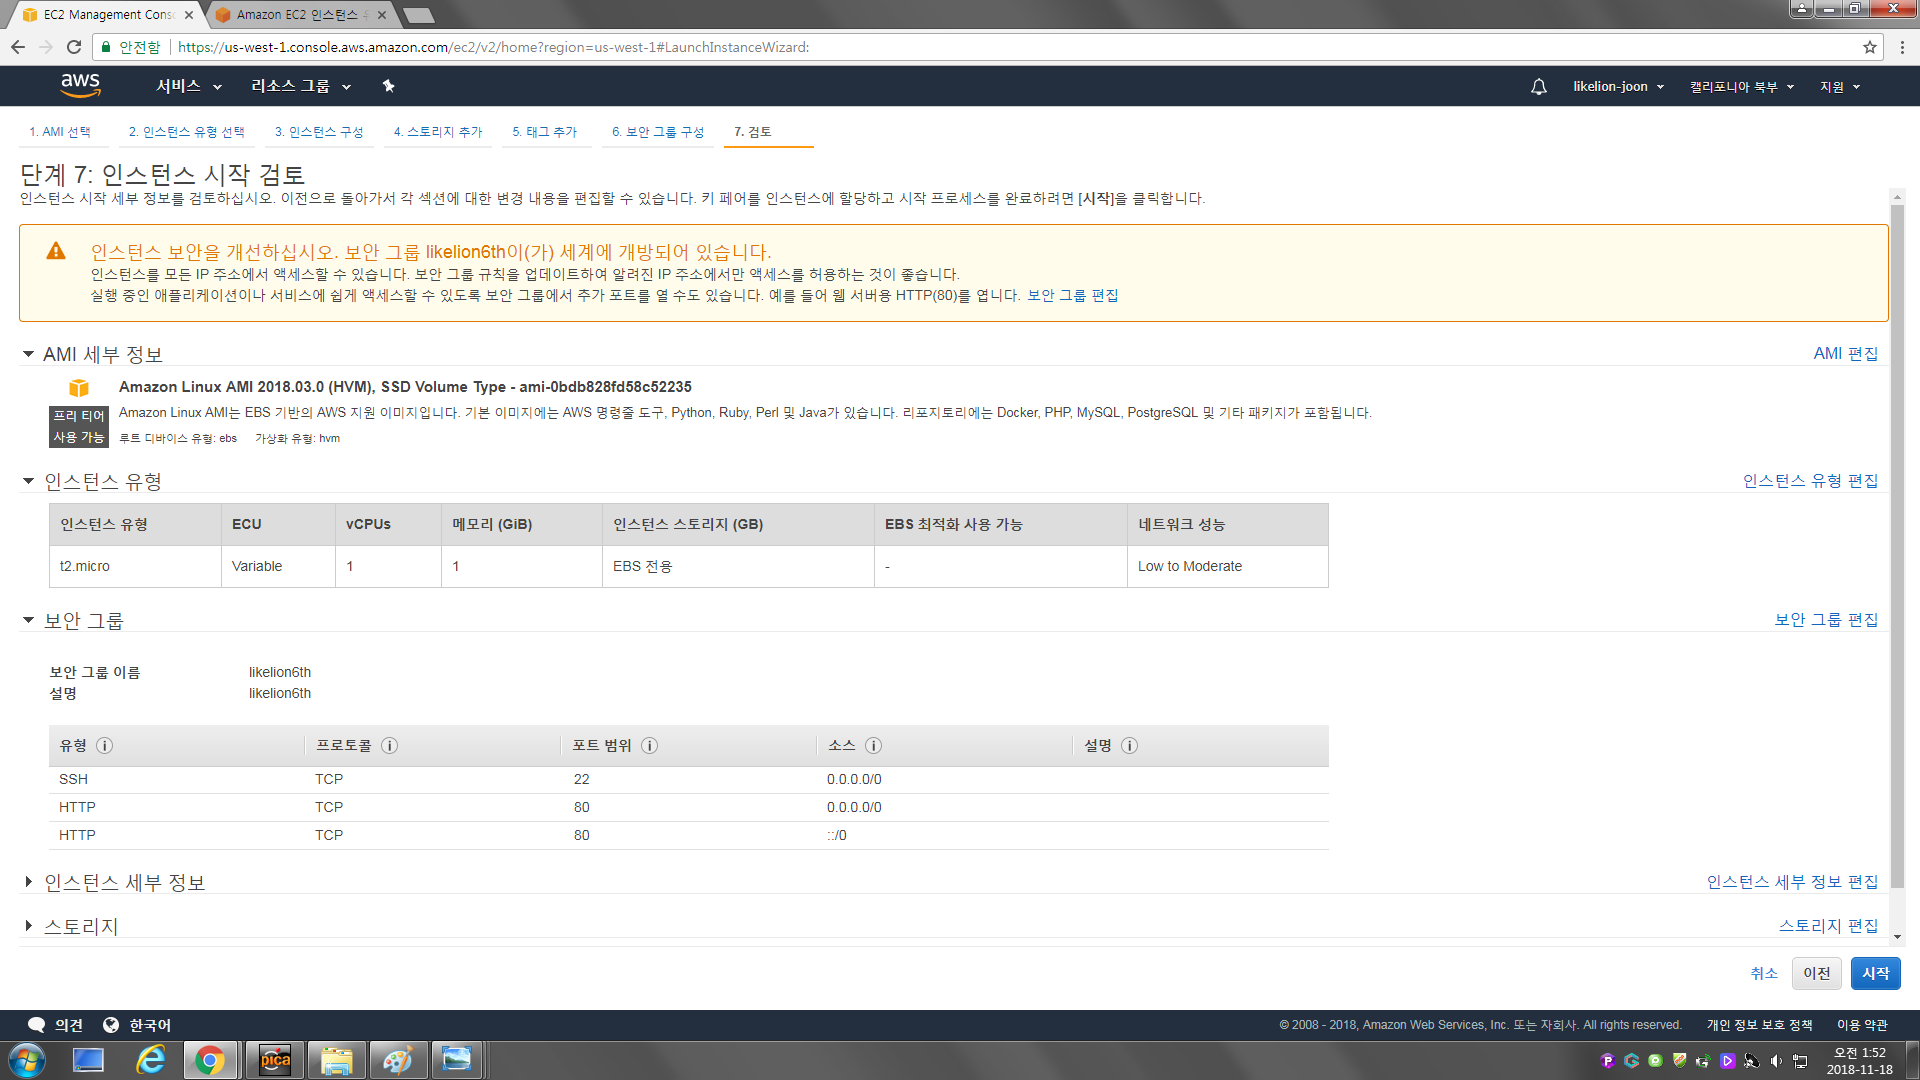 EC2 Management Cons
Amazon EC2 인스턴스 유
안전함 https://us-west-1.console.aws.amazon.com/ec2/v2/home?region=us-west-1#LaunchInstanceWizard:
aws 서비스 리소스 그룹 likelion-joon 캘리포니아 북부 지원
1. AMI 선택 2. 인스턴스 유형 선택 3. 인스턴스 구성 4. 스토리지 추가 5. 태그 추가 6. 보안 그룹 구성 7. 검토
단계 7: 인스턴스 시작 검토
인스턴스 시작 세부 정보를 검토하십시오. 이전으로 돌아가서 각 섹션에 대한 변경 내용을 편집할 수 있습니다. 키 페어를 인스턴스에 할당하고 시작 프로세스를 완료하려면 [시작]을 클릭합니다.
인스턴스 보안을 개선하십시오. 보안 그룹 likelion6th이(가) 세계에 개방되어 있습니다.
인스턴스를 모든 IP 주소에서 액세스할 수 있습니다. 보안 그룹 규칙을 업데이트하여 알려진 IP 주소에서만 액세스를 허용하는 것이 좋습니다.
실행 중인 애플리케이션이나 서비스에 쉽게 액세스할 수 있도록 보안 그룹에서 추가 포트를 열 수도 있습니다. 예를 들어 웹 서버용 HTTP(80)를 엽니다. 보안 그룹 편집
AMI 세부 정보 AMI 편집
Amazon Linux AMI 2018.03.0 (HVM), SSD Volume Type - ami-0bdb828fd58c52235
프리 티어 Amazon Linux AMI는 EBS 기반의 AWS 지원 이미지입니다. 기본 이미지에는 AWS 명령줄 도구, Python, Ruby, Perl 및 Java가 있습니다. 리포지토리에는 Docker, PHP, MySQL, PostgreSQL 및 기타 패키지가 포함됩니다.
사용 가능 루트 디바이스 유형: ebs 가상화 유형: hvm
인스턴스 유형 인스턴스 유형 편집
인스턴스 유형 ECU vCPUs 메모리 (GiB) 인스턴스 스토리지 (GB) EBS 최적화 사용 가능 네트워크 성능
t2.micro Variable 1 1 EBS 전용 - Low to Moderate
보안 그룹 보안 그룹 편집
보안 그룹 이름 likelion6th
설명 likelion6th
유형 프로토콜 포트 범위 소스 설명
SSH TCP 22 0.0.0.0/0
HTTP TCP 80 0.0.0.0/0
HTTP TCP 80 ::/0
인스턴스 세부 정보 인스턴스 세부 정보 편집
스토리지 스토리지 편집
취소 이전 시작
의견 한국어 © 2008 - 2018, Amazon Web Services, Inc. 또는 자회사. All rights reserved. 개인 정보 보호 정책 이용 약관
pica
오전 1:52
2018-11-18